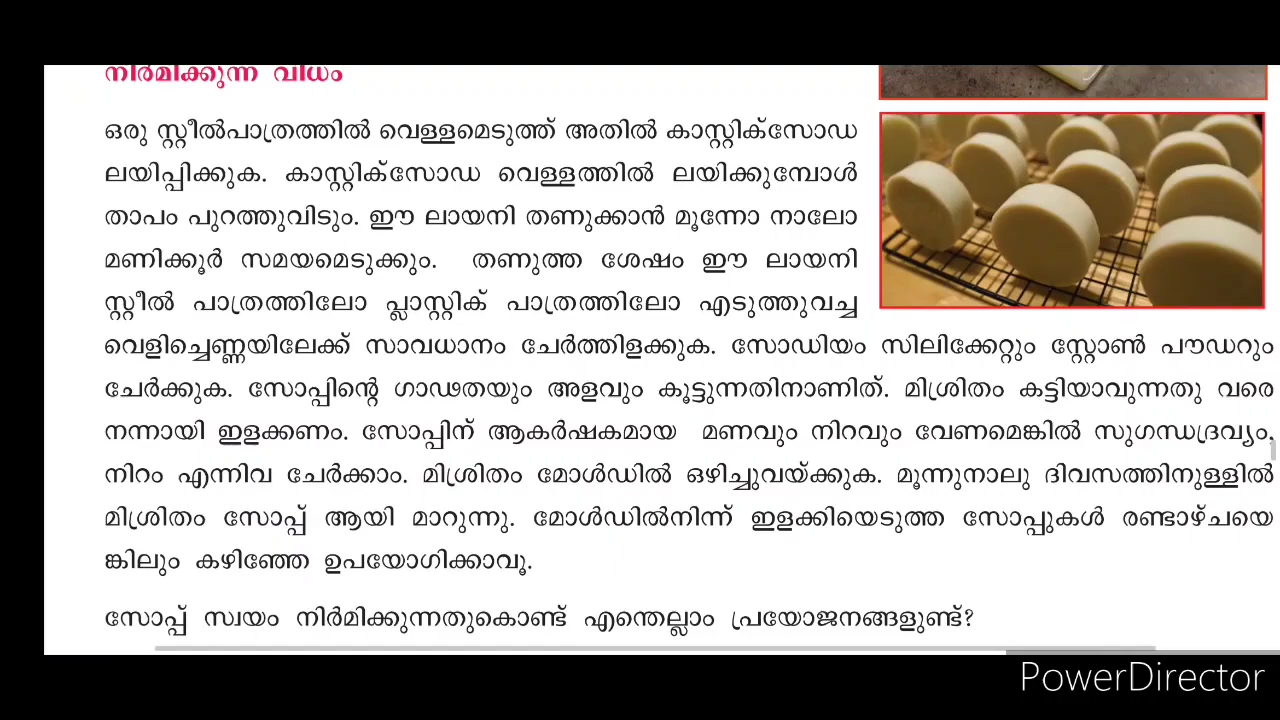 നിർമിക്കുന്ന വിധം
ഒരു സ്റ്റീൽപാത്രത്തിൽ വെള്ളമെടുത്ത് അതിൽ കാസ്റ്റിക്സോഡ
ലയിപ്പിക്കുക. കാസ്റ്റിക്സോഡ വെള്ളത്തിൽ ലയിക്കുമ്പോൾ
താപം പുറത്തുവിടും. ഈ ലായനി തണുക്കാൻ മൂന്നോ നാലോ
മണിക്കൂർ സമയമെടുക്കും. തണുത്ത ശേഷം ഈ ലായനി
സ്റ്റീൽ പാത്രത്തിലോ പ്ലാസ്റ്റിക് പാത്രത്തിലോ എടുത്തുവച്ച
വെളിച്ചെണ്ണയിലേക്ക് സാവധാനം ചേർത്തിളക്കുക. സോഡിയം സിലിക്കേറ്റും സ്റ്റോൺ പൗഡറും
ചേർക്കുക. സോപ്പിന്റെ ഗാഢതയും അളവും കൂട്ടുന്നതിനാണിത്. മിശ്രിതം കട്ടിയാവുന്നതു വരെ
നന്നായി ഇളക്കണം. സോപ്പിന് ആകർഷകമായ മണവും നിറവും വേണമെങ്കിൽ സുഗന്ധദ്രവ്യം,
നിറം എന്നിവ ചേർക്കാം. മിശ്രിതം മോൾഡിൽ ഒഴിച്ചുവയ്ക്കുക. മൂന്നുനാലു ദിവസത്തിനുള്ളിൽ
മിശ്രിതം സോപ്പ് ആയി മാറുന്നു. മോൾഡിൽനിന്ന് ഇളക്കിയെടുത്ത സോപ്പുകൾ രണ്ടാഴ്ചയെ
ങ്കിലും കഴിഞ്ഞേ ഉപയോഗിക്കാവൂ.
സോപ്പ് സ്വയം നിർമിക്കുന്നതുകൊണ്ട് എന്തെല്ലാം പ്രയോജനങ്ങളുണ്ട്?
PowerDirector